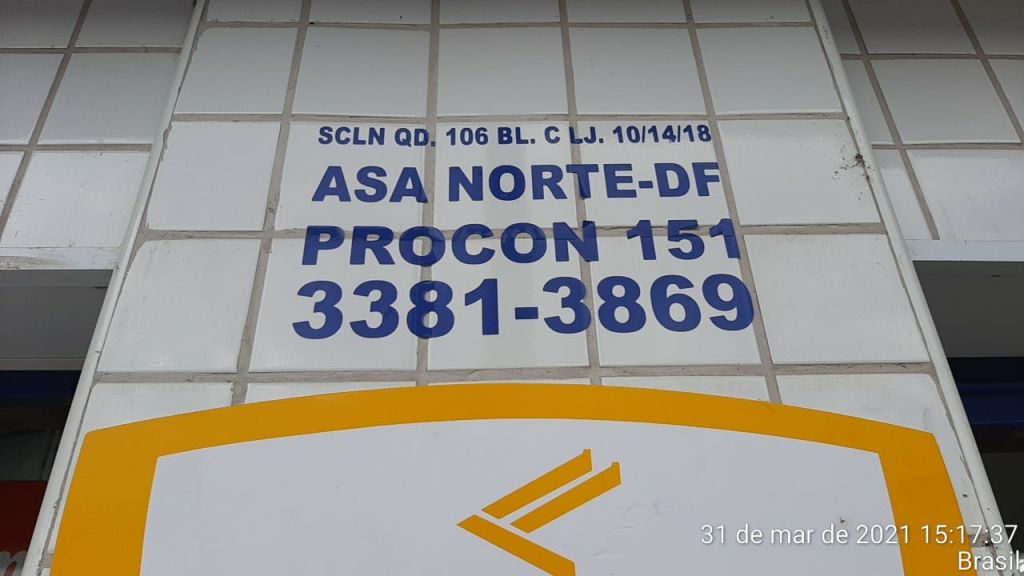 SCLN QD. 106 BL. C LJ. 10/14/18
ASA NORTE-DF
PROCON 151
3381-3869
31 de mar de 2021 15:17:37
Brasil